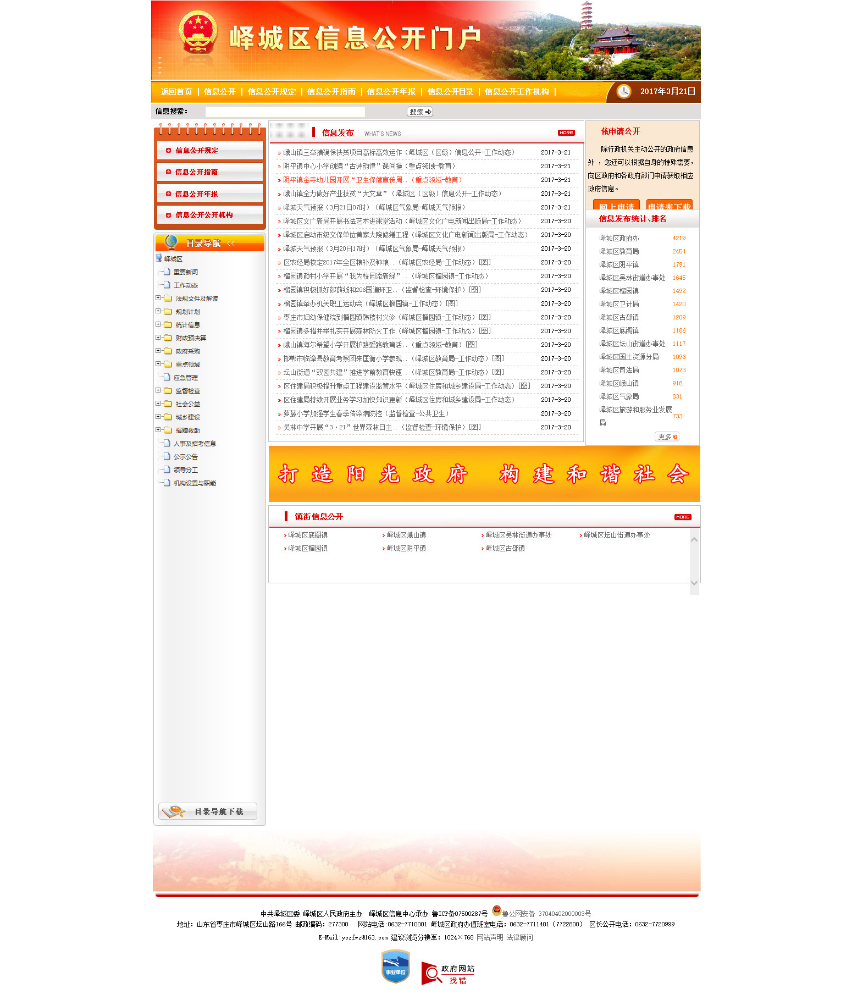 峄城区信息公开门户
返回首页 | 信息公开 | 信息公开规定 | 信息公开指南 | 信息公开年报 | 信息公开目录 | 信息公开工作机构 |
2017年3月21日
信息搜索：
搜索
信息公开规定
信息公开指南
信息公开年报
信息公开公开机构
目录导航 <<
峄城区
重要新闻
工作动态
法规文件及解读
规划计划
统计信息
财政预决算
政府采购
重点领域
应急管理
监督检查
社会公益
城乡建设
捐赠救助
人事及招考信息
公示公告
领导分工
机构设置与职能
目录导航下载
信息发布 WHAT'S NEWS MORE
峨山镇三举措确保扶贫项目高标高效运作（峄城区（区级）信息公开-工作动态） 2017-3-21
阴平镇中心小学创编“古诗韵律”课间操（重点领域-教育） 2017-3-21
阴平镇金寺幼儿园开展“卫生保健宣传周..（重点领域-教育） 2017-3-21
峨山镇全力做好产业扶贫“大文章”（峄城区（区级）信息公开-工作动态） 2017-3-21
峄城天气预报（3月21日07时）（峄城区气象局-峄城天气预报） 2017-3-21
峄城区文广新局开展书法艺术进课堂活动（峄城区文化广电新闻出版局-工作动态） 2017-3-20
峄城区启动市级文保单位黄家大院修缮工程（峄城区文化广电新闻出版局-工作动态） 2017-3-20
峄城天气预报（3月20日17时）（峄城区气象局-峄城天气预报） 2017-3-20
区农经局核定2017年全区粮补及种粮..（峄城区农经局-工作动态）[图] 2017-3-20
榴园镇颜村小学开展“我为校园添新绿”..（峄城区榴园镇-工作动态） 2017-3-20
榴园镇积极抓好郯薛线和206国道环卫..（监督检查-环境保护）[图] 2017-3-20
榴园镇举办机关职工运动会（峄城区榴园镇-工作动态）[图] 2017-3-20
枣庄市妇幼保健院到榴园镇韩楼村义诊（峄城区榴园镇-工作动态）[图] 2017-3-20
榴园镇多措并举扎实开展森林防火工作（峄城区榴园镇-工作动态）[图] 2017-3-20
峨山镇海尔希望小学开展护路爱路教育活..（重点领域-教育）[图] 2017-3-20
邯郸市临漳县教育考察团来匡衡小学参观..（峄城区教育局-工作动态）[图] 2017-3-20
坛山街道“双园共建”推进学前教育快速..（峄城区教育局-工作动态）[图] 2017-3-20
区住建局积极提升重点工程建设监管水平（峄城区住房和城乡建设局-工作动态）[图] 2017-3-20
区住建局持续开展业务学习加快知识更新（峄城区住房和城乡建设局-工作动态） 2017-3-20
萝藤小学加强学生春季传染病防控（监督检查-公共卫生） 2017-3-20
吴林中学开展“3·21”世界森林日主..（监督检查-环境保护）[图] 2017-3-20
依申请公开
除行政机关主动公开的政府信息
外 ，您还可以根据自身的特殊需要，
向区政府和各政府部门申请获取相应
政府信息。
网上申请 申请表下载
信息发布统计、排名
峄城区政府办 4219
峄城区教育局 2454
峄城区阴平镇 1791
峄城区吴林街道办事处 1645
峄城区榴园镇 1492
峄城区卫计局 1420
峄城区古邵镇 1209
峄城区底阁镇 1186
峄城区坛山街道办事处 1117
峄城区国土资源分局 1096
峄城区司法局 1073
峄城区峨山镇 918
峄城区气象局 831
峄城区旅游和服务业发展
局 733
更多
打造阳光政府 构建和谐社会
镇街信息公开 MORE
峄城区底阁镇 峄城区峨山镇 峄城区吴林街道办事处 峄城区坛山街道办事处
峄城区榴园镇 峄城区阴平镇 峄城区古邵镇
中共峄城区委 峄城区人民政府主办 峄城区信息中心承办 鲁ICP备07500287号 鲁公网安备 37040402000003号
地址：山东省枣庄市峄城区坛山路166号 邮政编码：277300 网站电话:0632-7710001 峄城区政府办值班室电话：0632-7711401（7722800） 区长公开电话：0632-7720999
E-Mail:yczfwz@163.com 建议浏览分辨率：1024×768 网站声明 法律顾问
事业单位
政府网站
找错